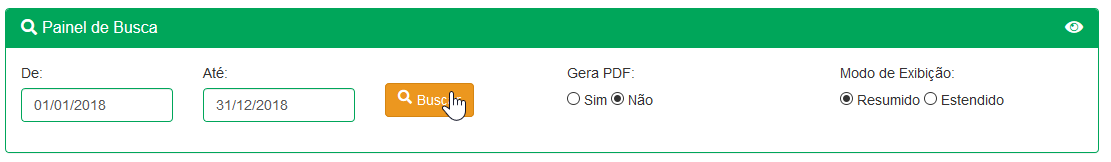 Painel de Busca
De: Até: Gera PDF: Modo de Exibição:
01/01/2018 31/12/2018 Busca Sim Não Resumido Estendido